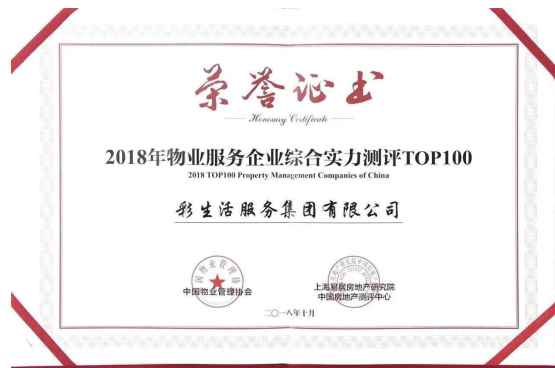 荣誉证书
Honorary Certificate
2018年物业服务企业综合实力测评TOP100
2018 TOP100 Property Management Companies of China
彩生活服务集团有限公司
中国物业管理协会
上海易居房地产研究院
中国房地产测评中心
二〇一八年十月